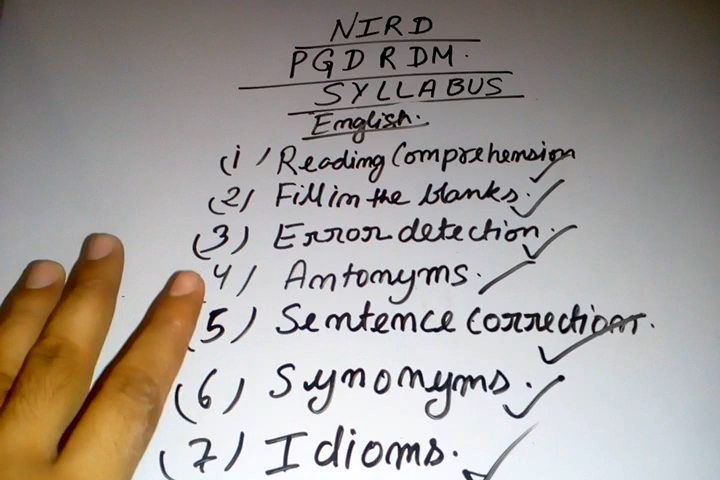 NIRD
PGDRDM.
SYLLABUS
English.
(1) Reading Comprehension
(2) Fill in the blanks.
(3) Error detection.
(4) Antonyms.
(5) Sentence Correction.
(6) Synonyms.
(7) Idioms.